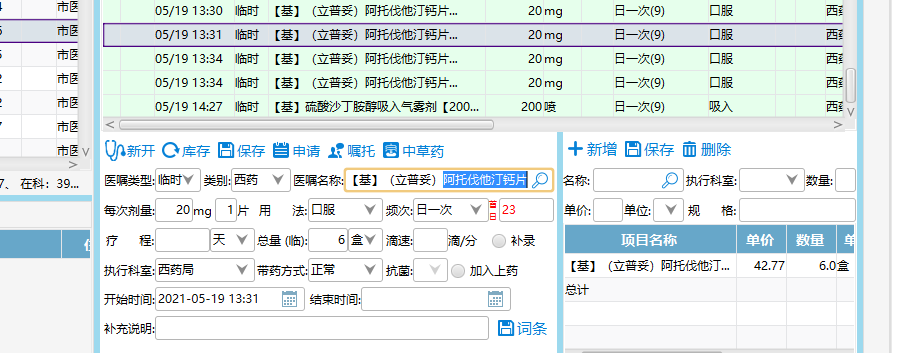 05/19 13:30 临时 【基】（立普妥）阿托伐他汀钙片... 20 mg 日一次(9) 口服 西药
市医
05/19 13:31 临时 【基】（立普妥）阿托伐他汀钙片... 20 mg 日一次(9) 口服 西药
市医
05/19 13:34 临时 【基】（立普妥）阿托伐他汀钙片... 20 mg 日一次(9) 口服 西药
市医
05/19 13:34 临时 【基】（立普妥）阿托伐他汀钙片... 20 mg 日一次(9) 口服 西药
市医
05/19 14:27 临时 【基】硫酸沙丁胺醇吸入气雾剂【200... 200 喷 日一次(9) 吸入 西药
市医
市医
市医
7、 在科：39...
新开 库存 保存 申请 嘱托 中草药
医嘱类型: 临时 类别: 西药 医嘱名称: 【基】（立普妥）阿托伐他汀钙片
每次剂量: 20 mg 1 片 用 法: 口服 频次: 日一次 首日 23
疗 程: 天 总量 (临): 6 盒 滴速: 滴/分 补录
执行科室: 西药局 带药方式: 正常 抗菌: 加入上药
开始时间: 2021-05-19 13:31 结束时间:
补充说明: 词条
新增 保存 删除
名称: 执行科室: 数量:
单价: 单位: 规 格:
项目名称 单价 数量 单
【基】（立普妥）阿托伐他汀... 42.77 6.0 盒
总计